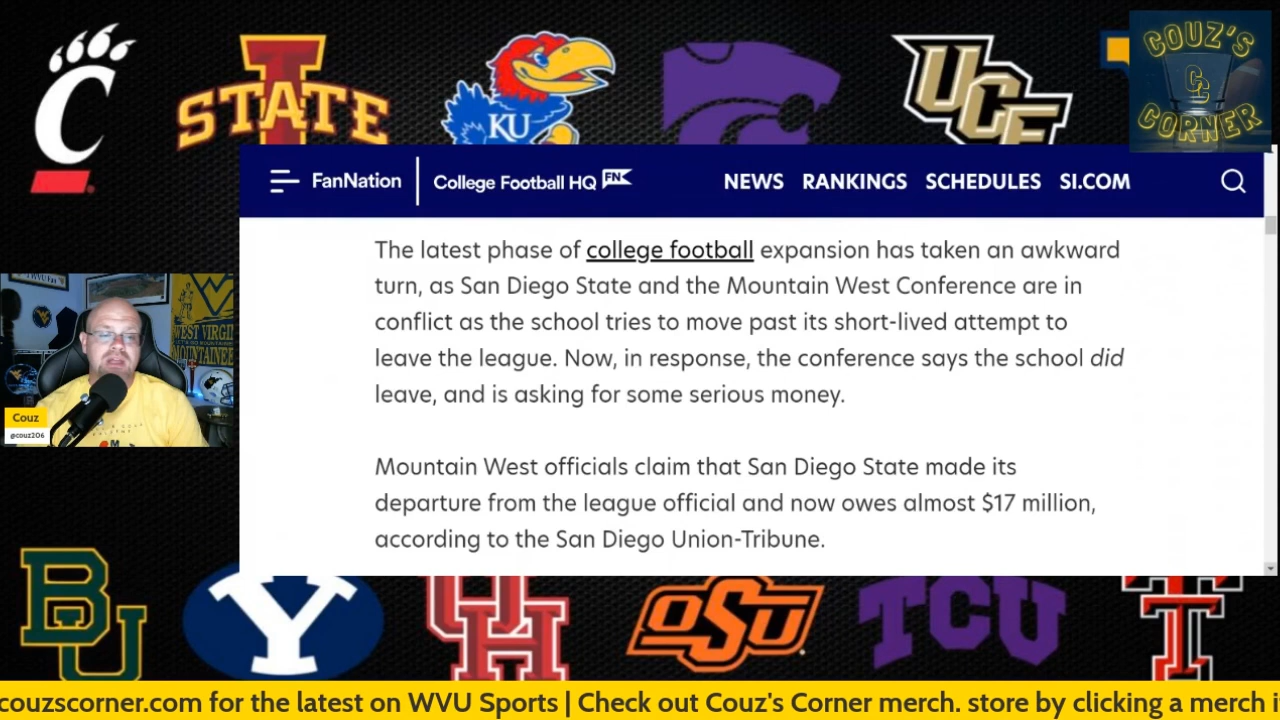 C
STATE
KU
UCF
COUZ'S
CC
CORNER
FanNation
College Football HQ FN
NEWS RANKINGS SCHEDULES SI.COM
The latest phase of college football expansion has taken an awkward
turn, as San Diego State and the Mountain West Conference are in
conflict as the school tries to move past its short-lived attempt to
leave the league. Now, in response, the conference says the school did
leave, and is asking for some serious money.
Mountain West officials claim that San Diego State made its
departure from the league official and now owes almost $17 million,
according to the San Diego Union-Tribune.
WEST VIRGIN
MOUNTAINEE
Couz
@couz206
BU
Y
UH
OSU
TCU
T
couzscorner.com for the latest on WVU Sports | Check out Couz's Corner merch. store by clicking a merch i